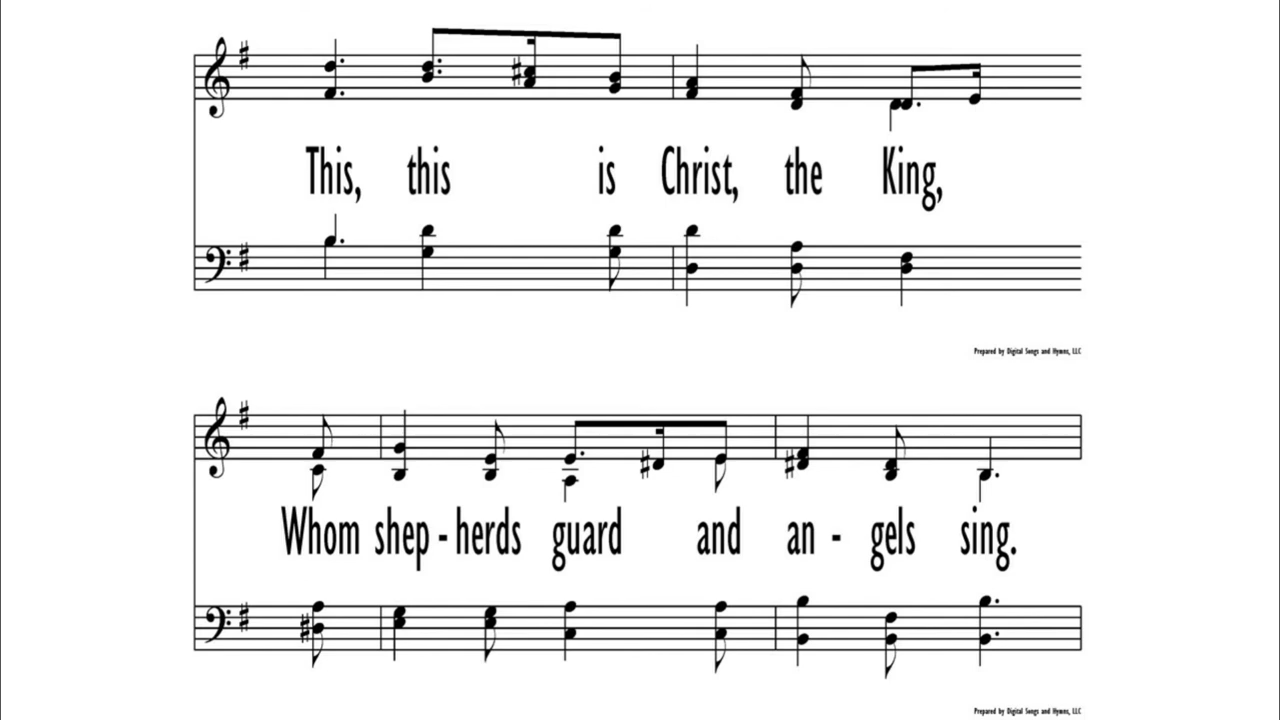 This, this is Christ, the King,
Prepared by Digital Songs and Hymns, LLC
Whom shep - herds guard and an - gels sing.
Prepared by Digital Songs and Hymns, LLC